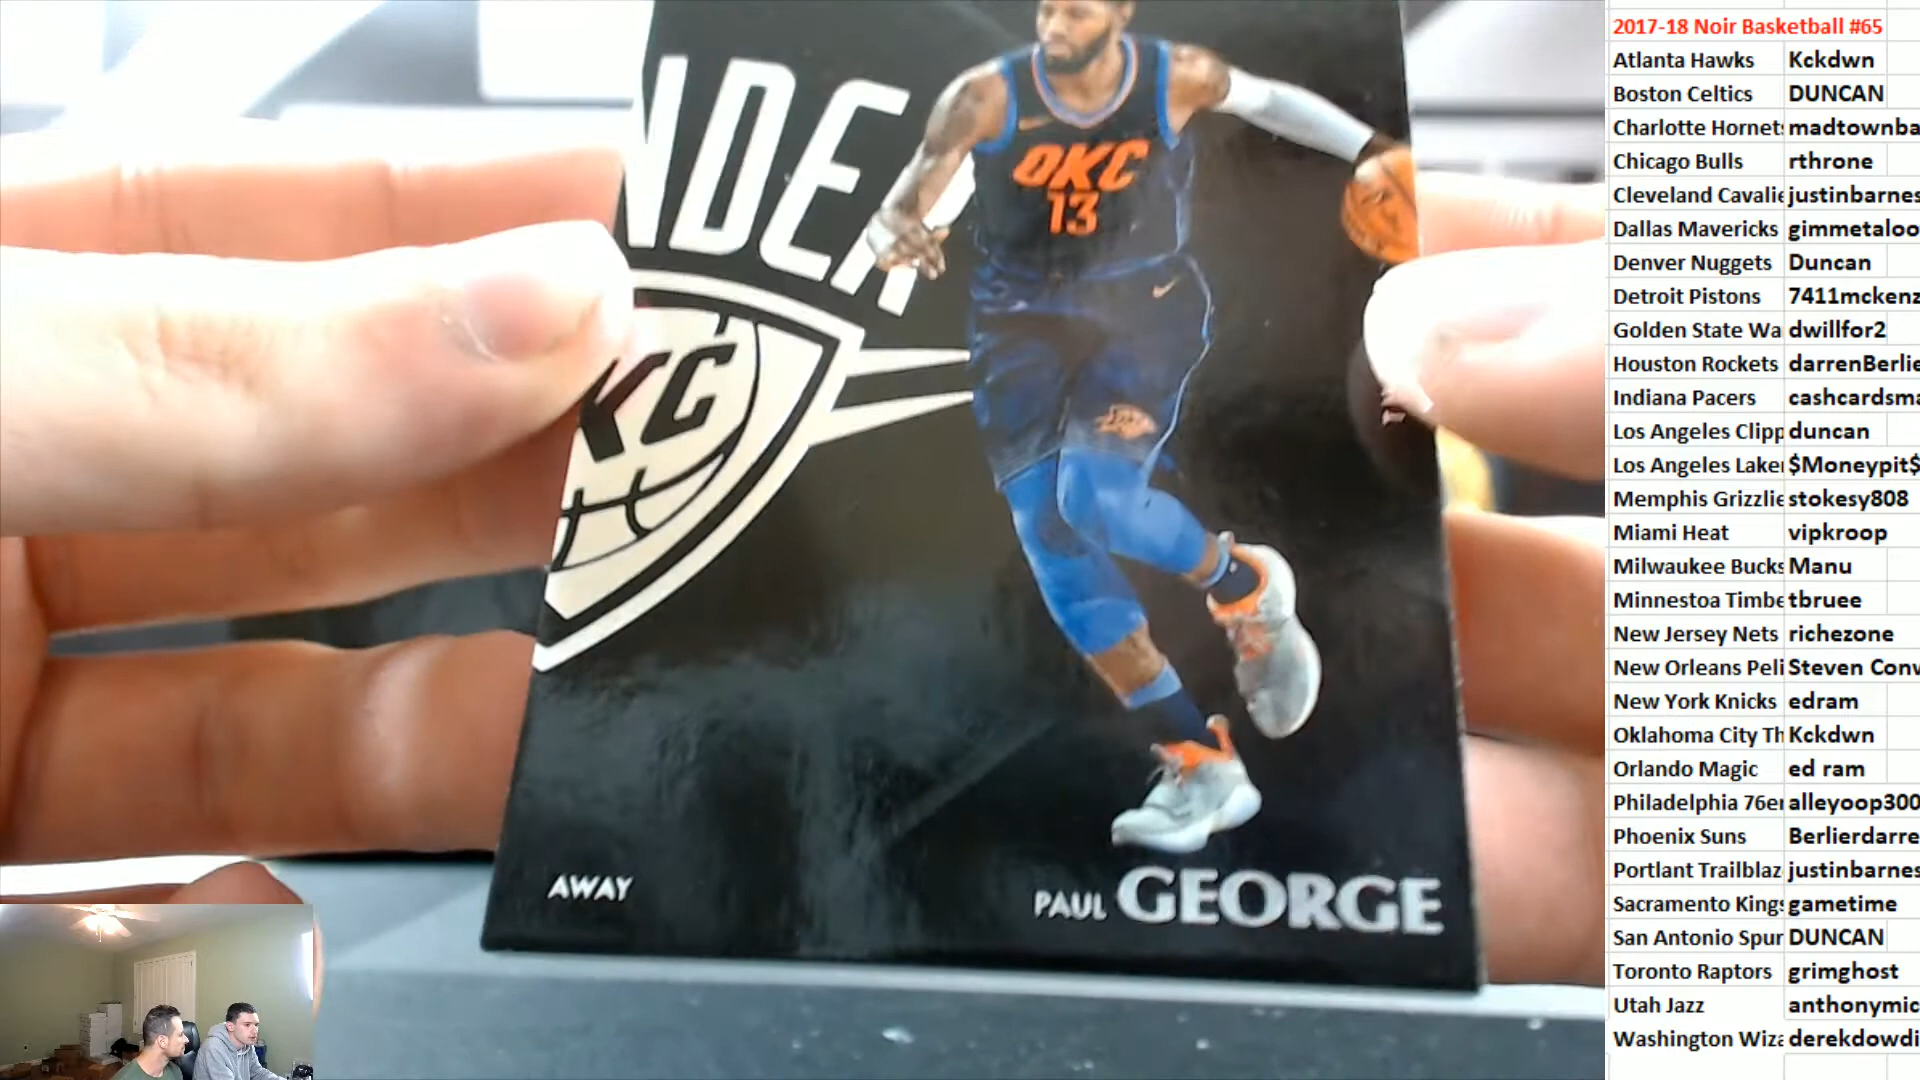 NDER
KC
OKC
13
AWAY
PAUL GEORGE
2017-18 Noir Basketball #65
Atlanta Hawks Kckdwn
Boston Celtics DUNCAN
Charlotte Hornets madtownba
Chicago Bulls rthrone
Cleveland Cavalie justinbarnes
Dallas Mavericks gimmetaloo
Denver Nuggets Duncan
Detroit Pistons 7411mckenz
Golden State Wa dwillfor2
Houston Rockets darrenBerlie
Indiana Pacers cashcardsma
Los Angeles Clipp duncan
Los Angeles Laker $Moneypit$
Memphis Grizzlie stokesy808
Miami Heat vipkroop
Milwaukee Bucks Manu
Minnestoa Timbe tbruee
New Jersey Nets richezone
New Orleans Peli Steven Conv
New York Knicks edram
Oklahoma City Th Kckdwn
Orlando Magic ed ram
Philadelphia 76er alleyoop300
Phoenix Suns Berlierdarre
Portlant Trailblaz justinbarnes
Sacramento Kings gametime
San Antonio Spur DUNCAN
Toronto Raptors grimghost
Utah Jazz anthonymic
Washington Wiza derekdowdi